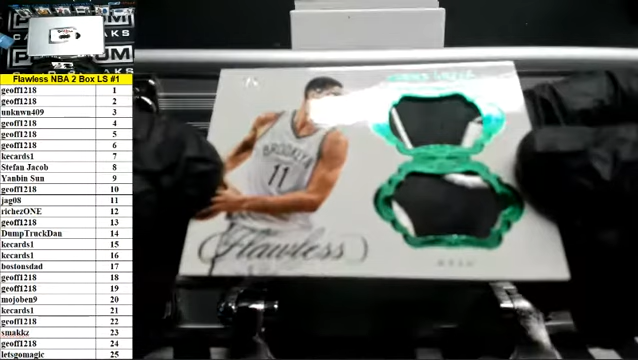 Flawless NBA 2 Box LS #1
geoff1218 1
geoff1218 2
unknwn409 3
geoff1218 4
geoff1218 5
geoff1218 6
kecards1 7
Stefan Jacob 8
Yanbin Sun 9
geoff1218 10
jag08 11
richezONE 12
geoff1218 13
DumpTruckDan 14
kecards1 15
kecards1 16
bostonsdad 17
geoff1218 18
geoff1218 19
mojoben9 20
kecards1 21
geoff1218 22
smakkz 23
geoff1218 24
letsgomagic 25
BROOKLYN
11
Flawless